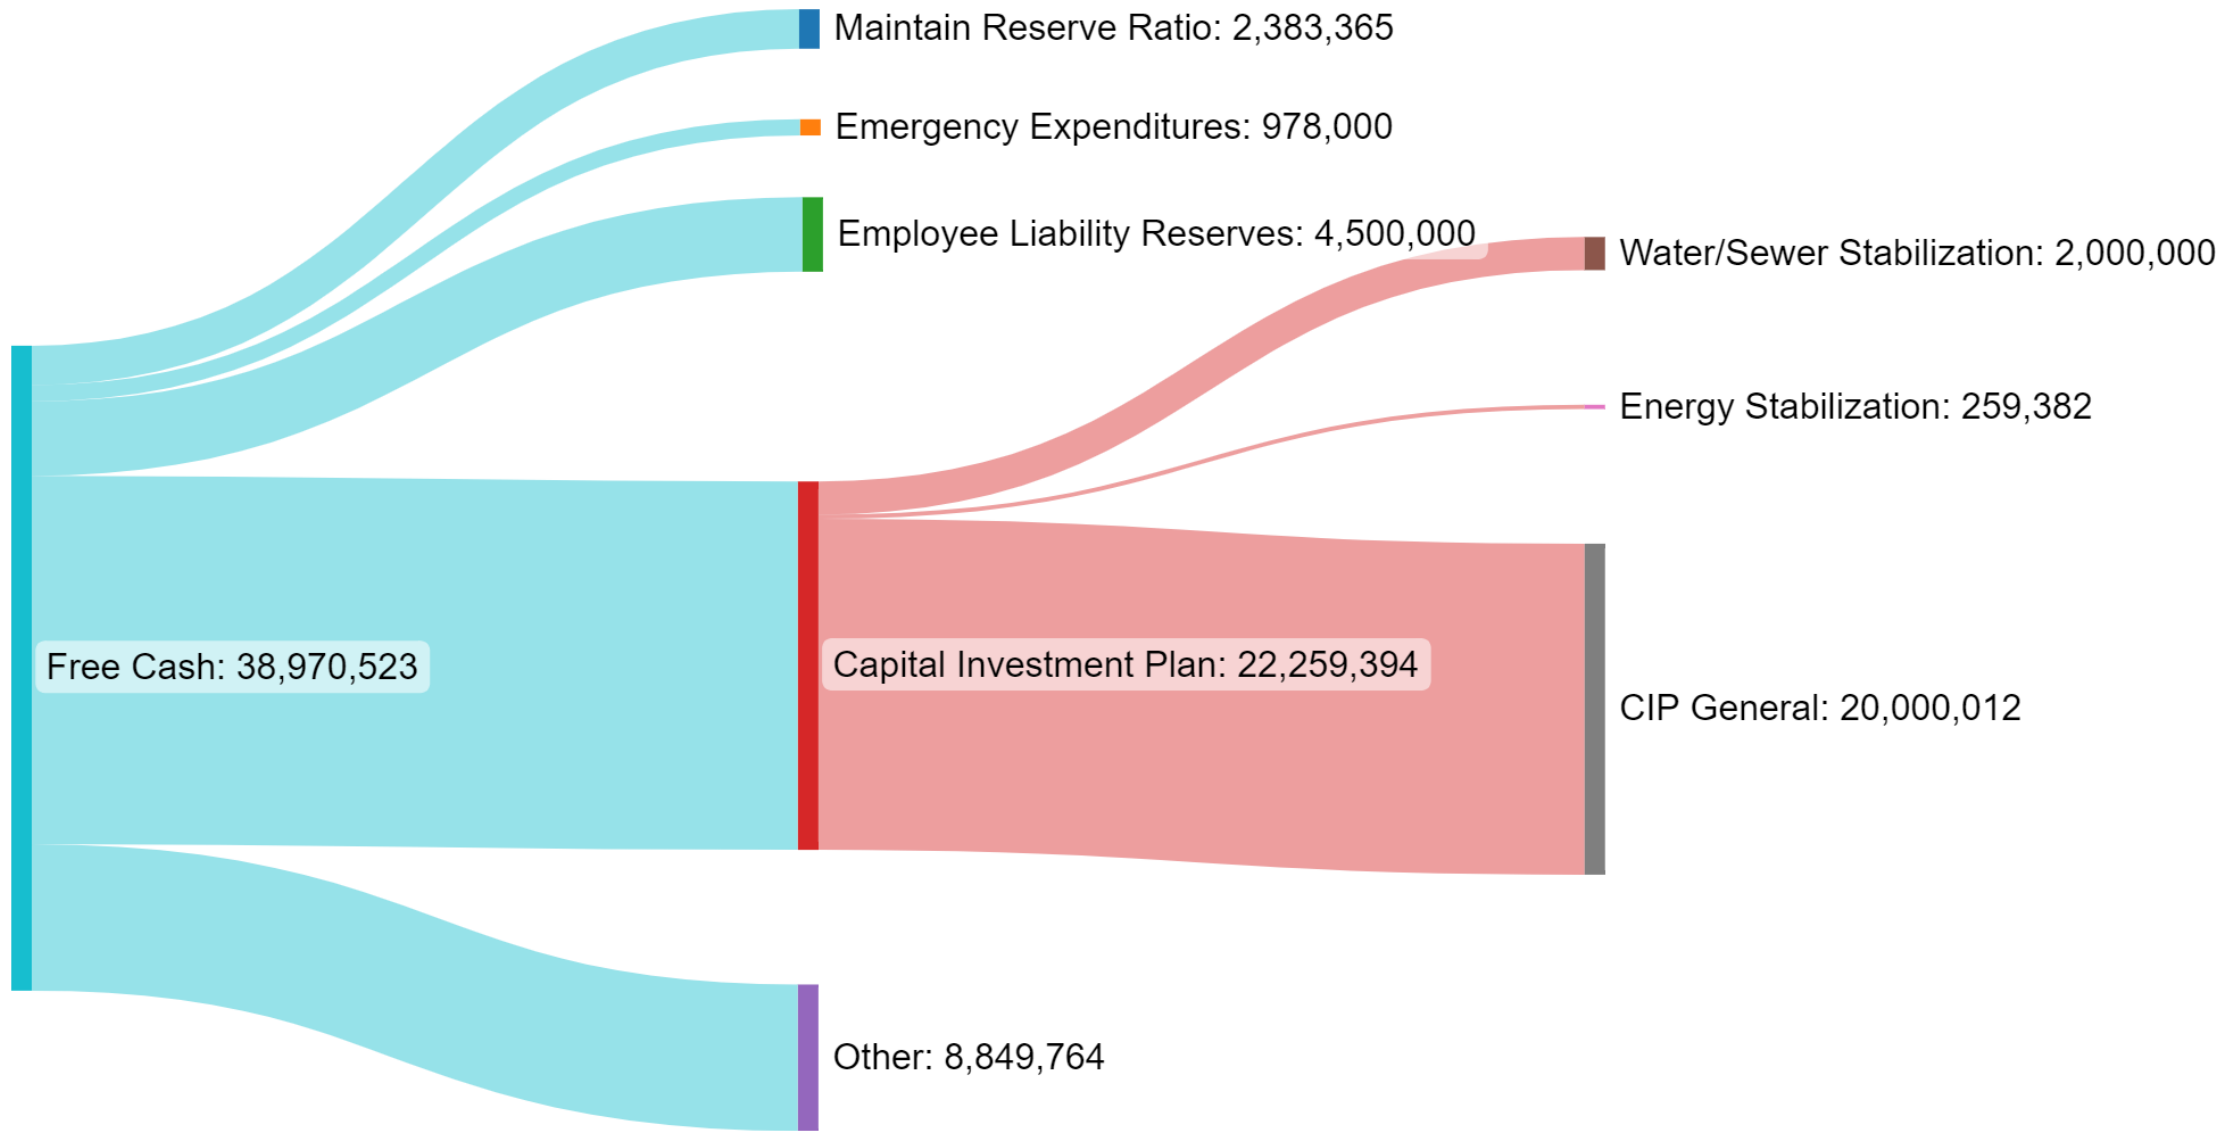 Maintain Reserve Ratio: 2,383,365
Emergency Expenditures: 978,000
Employee Liability Reserves: 4,500,000
Water/Sewer Stabilization: 2,000,000
Energy Stabilization: 259,382
Free Cash: 38,970,523
Capital Investment Plan: 22,259,394
CIP General: 20,000,012
Other: 8,849,764